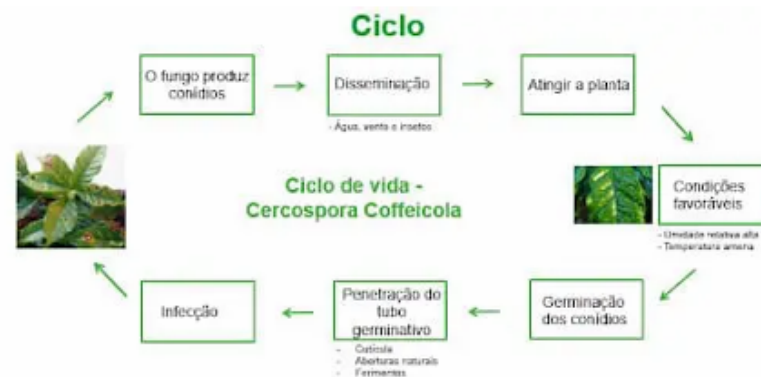 Ciclo
O fungo produz
conídios
Disseminação
- Água, vento e insetos
Atingir a planta
Condições
favoráveis
- Umidade relativa alta
- Temperatura amena
Germinação
dos conídios
Penetração do
tubo
germinativo
- Cutícula
- Aberturas naturais
- Ferimentos
Infecção
Ciclo de vida -
Cercospora Coffeicola